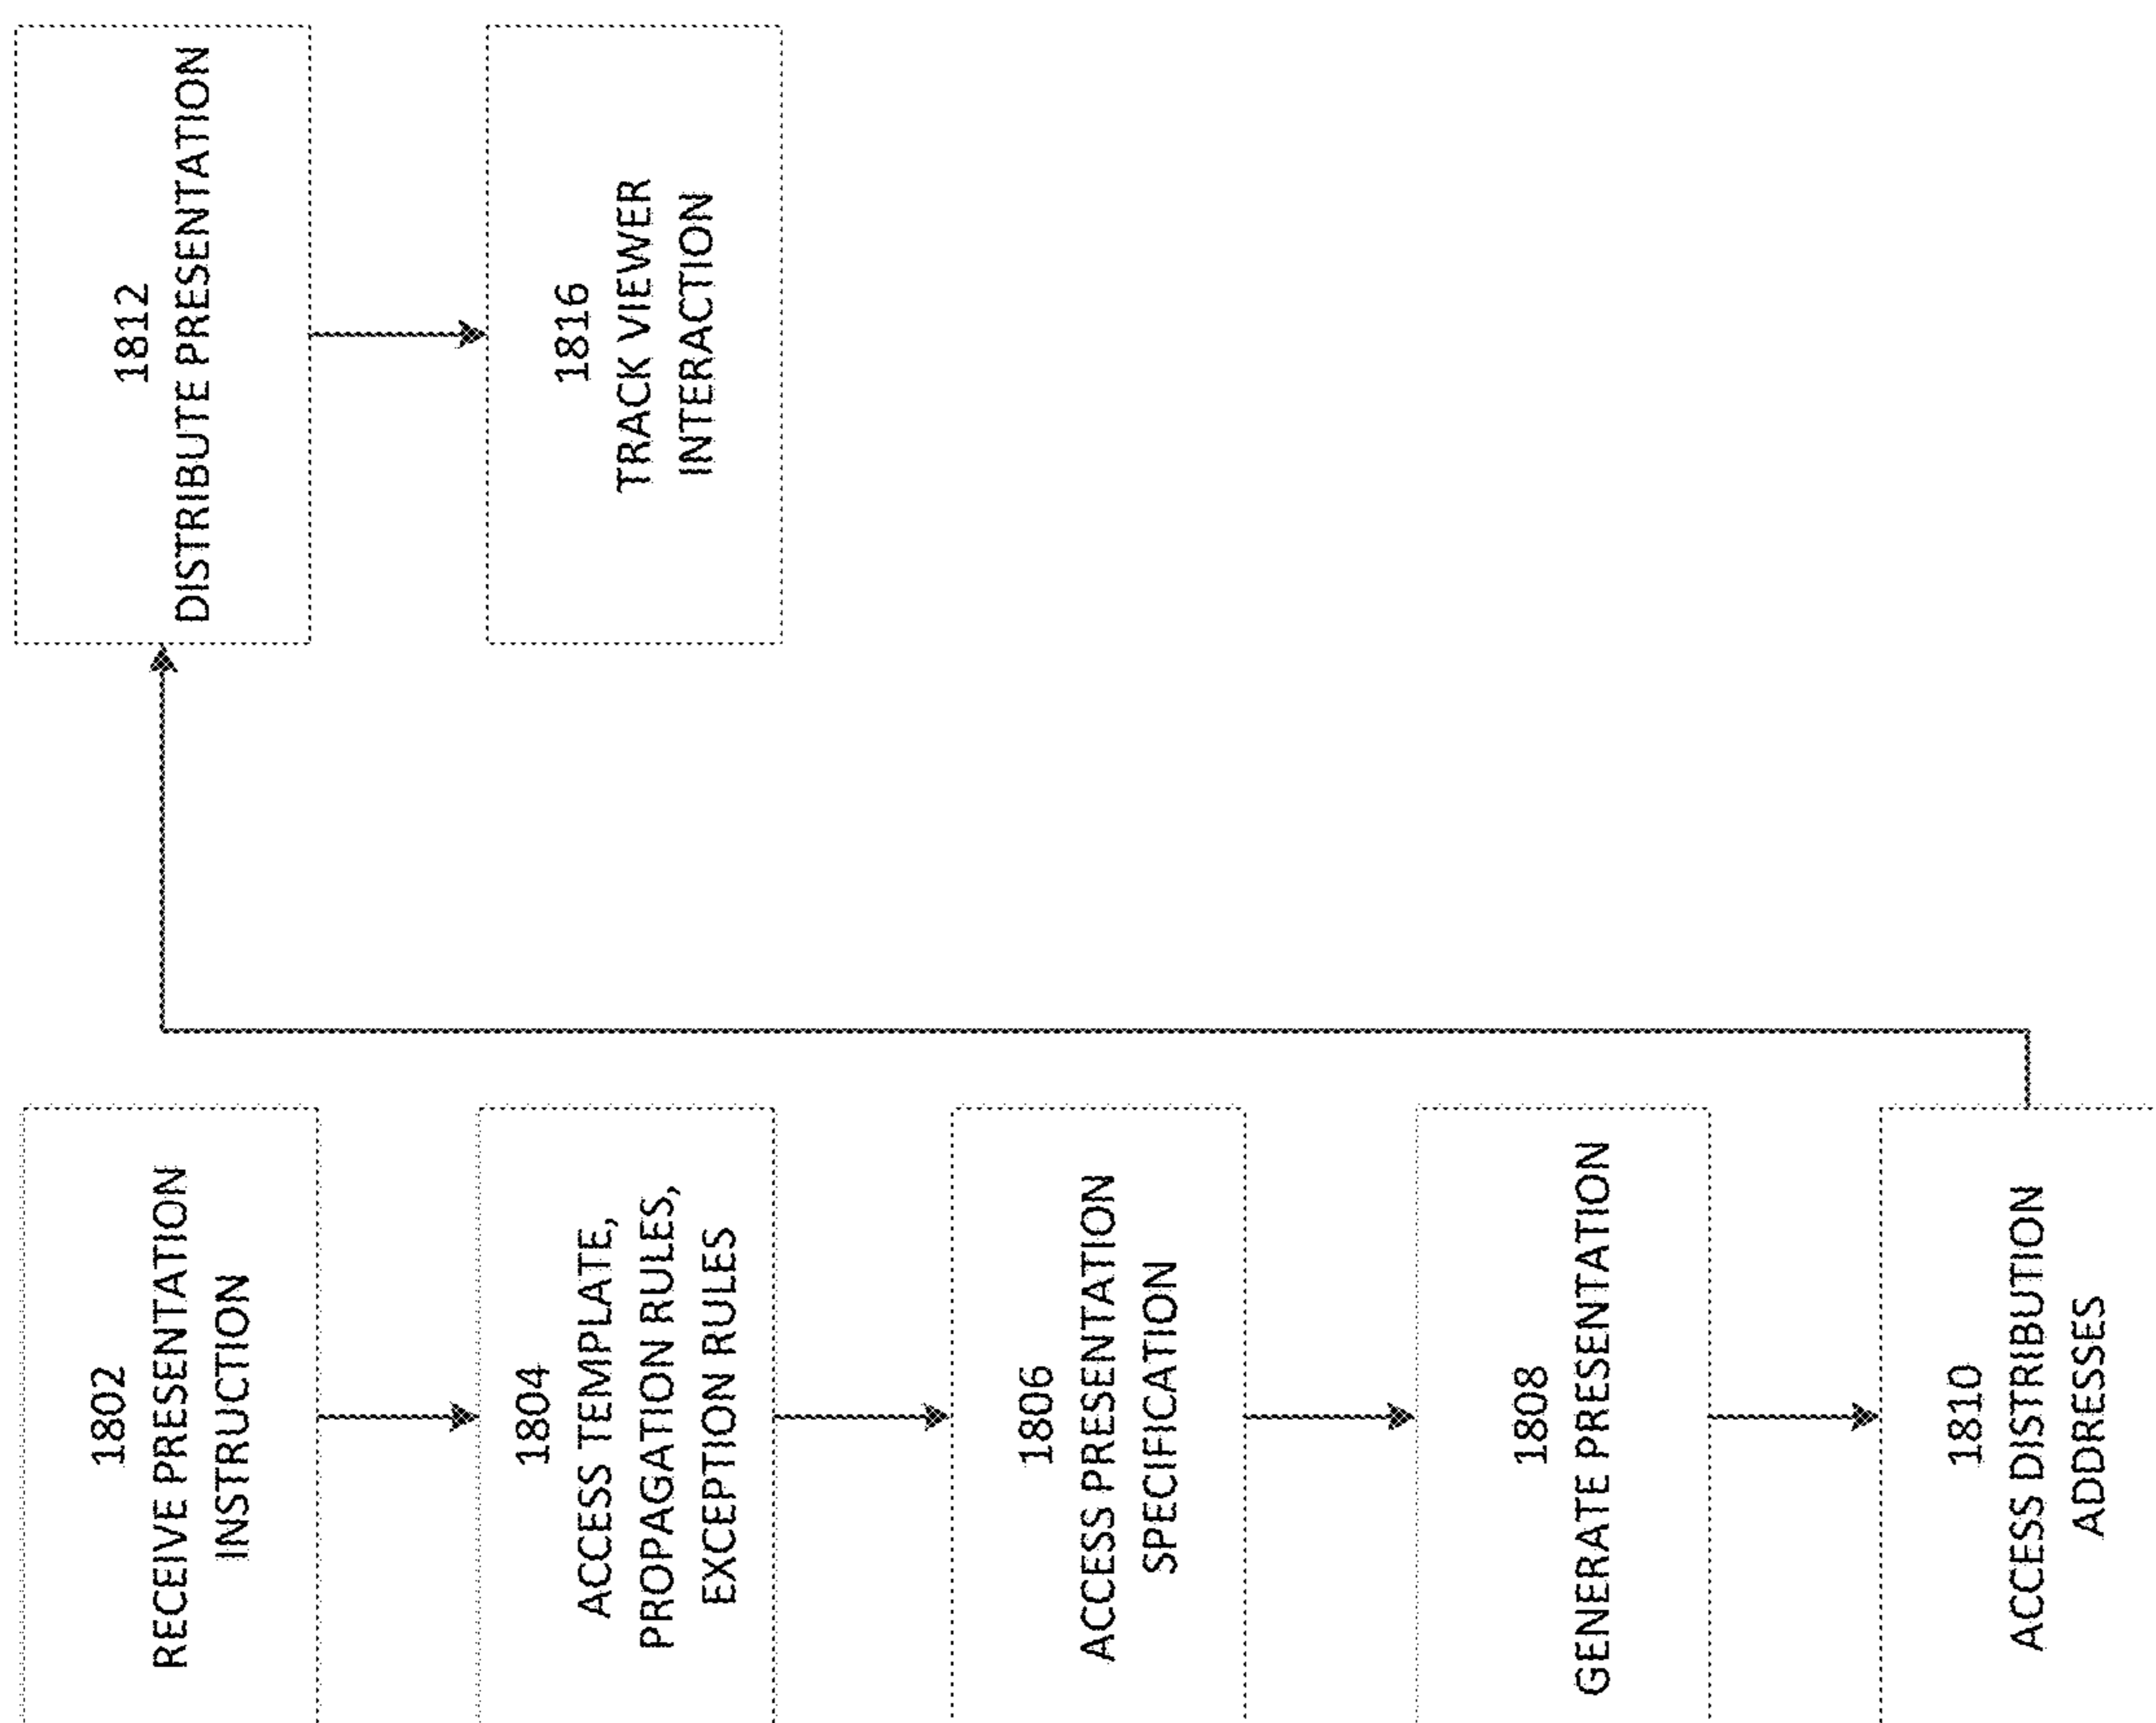 1802
RECEIVE PRESENTATION
INSTRUCTION
1804
ACCESS TEMPLATE,
PROPAGATION RULES,
EXCEPTION RULES
1806
ACCESS PRESENTATION
SPECIFICATION
1808
GENERATE PRESENTATION
1810
ACCESS DISTRIBUTION
ADDRESSES
1812
DISTRIBUTE PRESENTATION
1816
TRACK VIEWER
INTERACTION